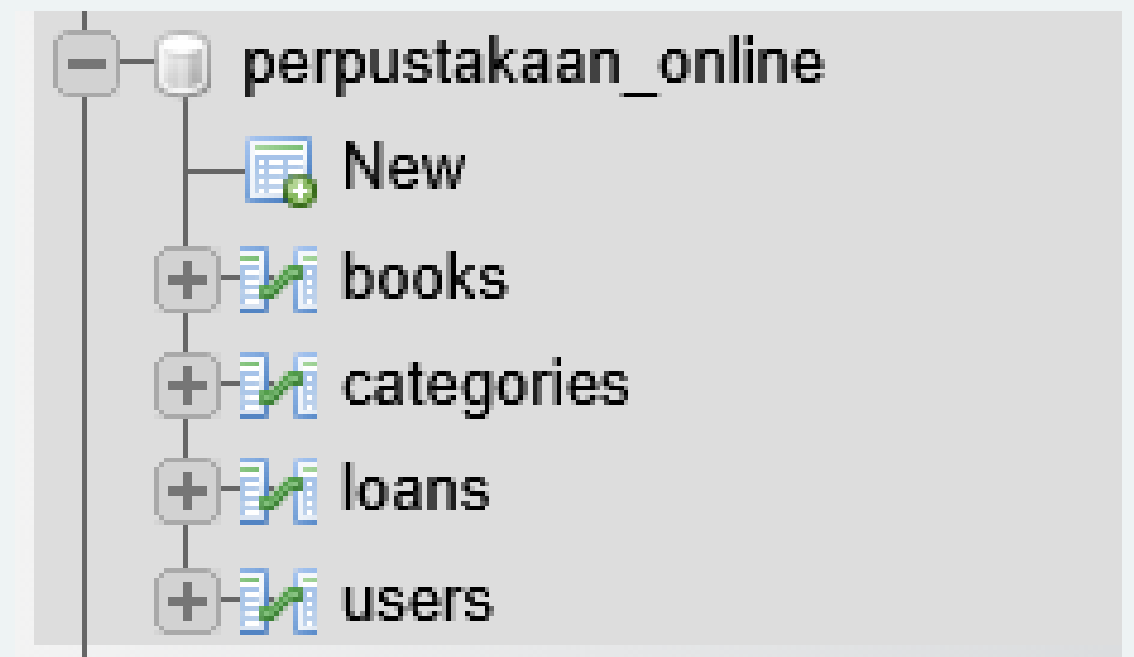 perpustakaan_online
New
books
categories
loans
users